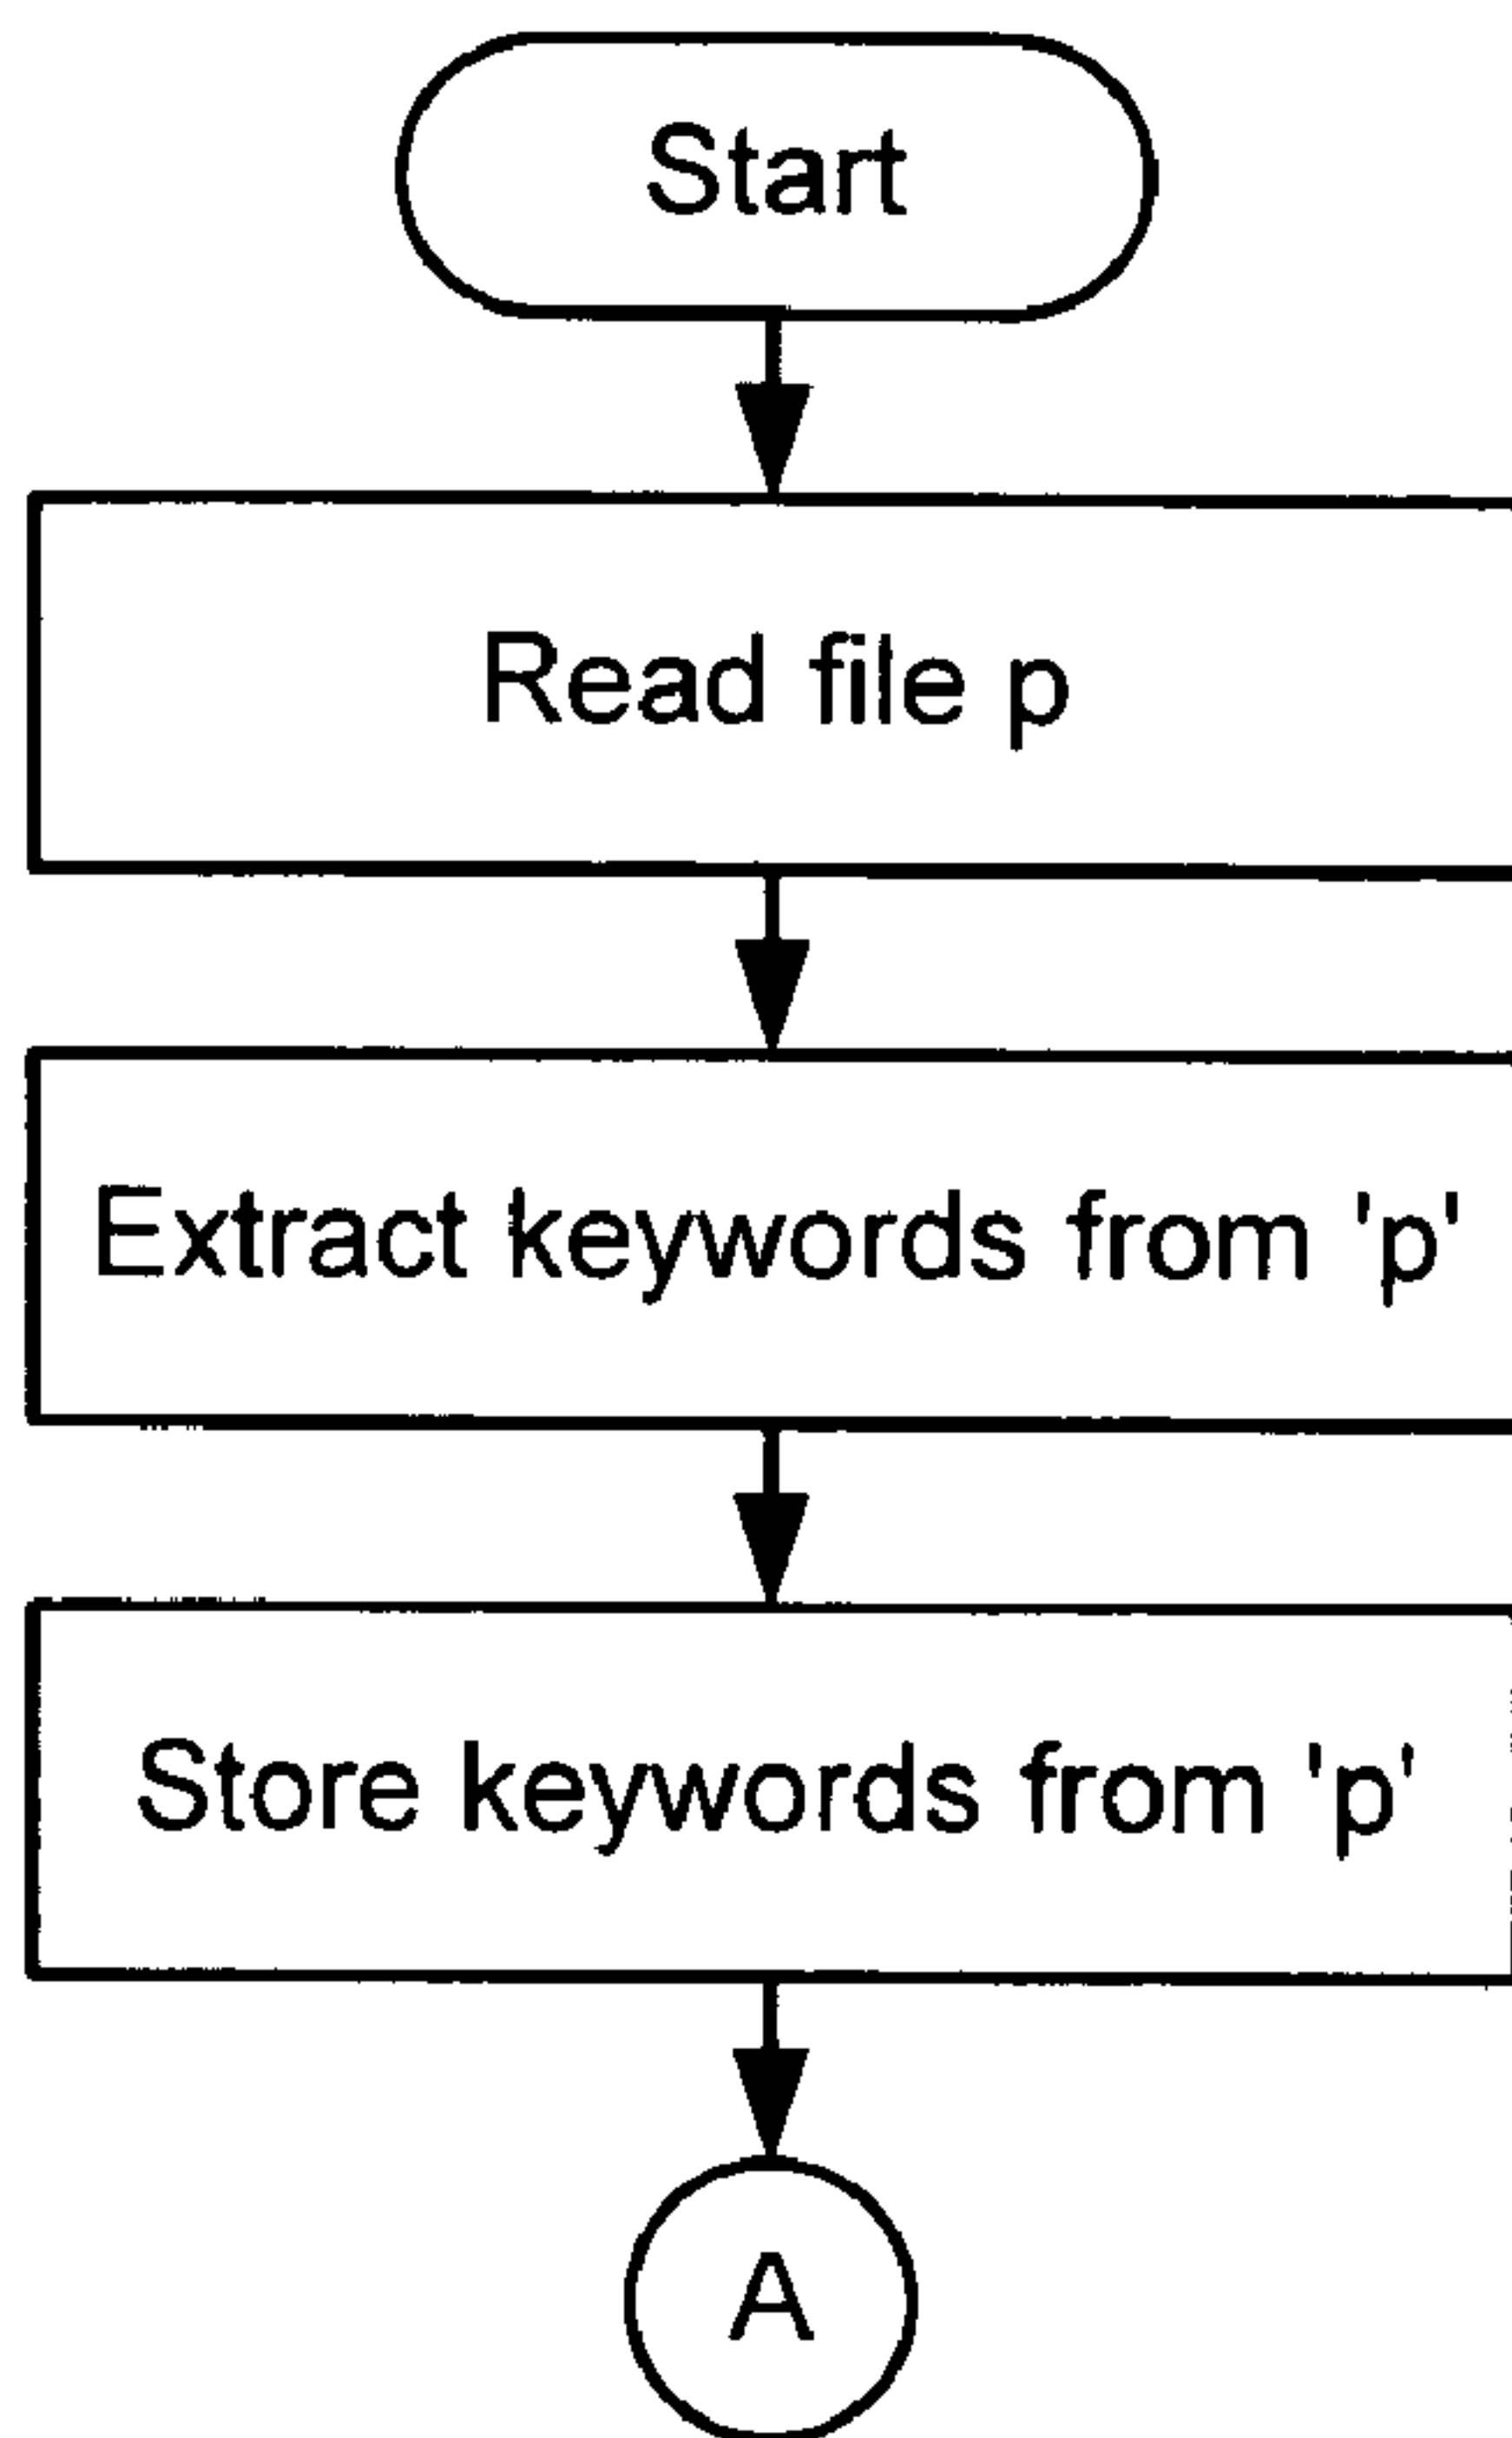 Start
Read file p
Extract keywords from 'p'
Store keywords from 'p'
A